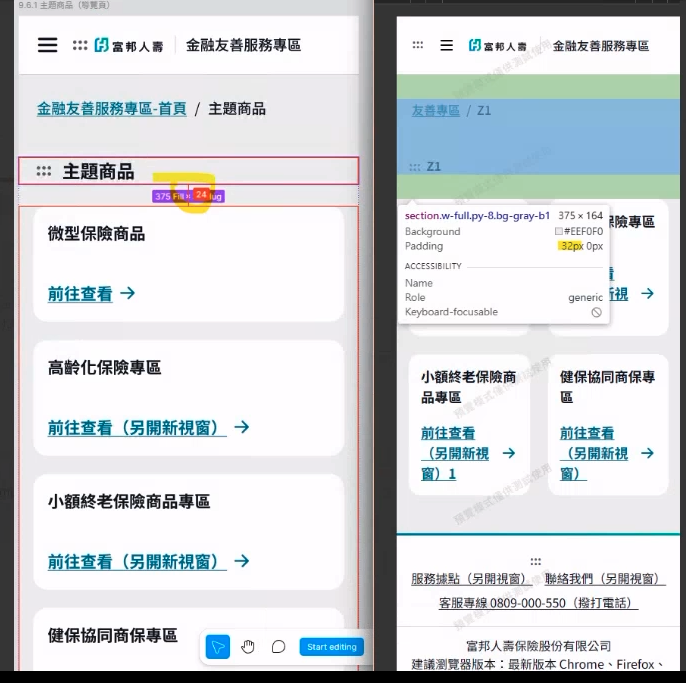 9.6.1 主題商品（總覽頁）
富邦人壽
金融友善服務專區
金融友善服務專區-首頁 / 主題商品
主題商品
24
微型保險商品
前往查看
高齡化保險專區
前往查看（另開新視窗）
小額終老保險商品專區
前往查看（另開新視窗）
健保協同商保專區
Start editing
富邦人壽
金融友善服務專區
友善專區 / Z1
Z1
section.w-full.py-8.bg-gray-b1 375 × 164
Background #EEF0F0
Padding 32px 0px
ACCESSIBILITY
Name
Role generic
Keyboard-focusable
小額終老保險商
品專區
前往查看
（另開新視
窗）1
健保協同商保專
區
前往查看
（另開新視
窗）
服務據點（另開視窗） 聯絡我們（另開視窗）
客服專線 0809-000-550（撥打電話）
富邦人壽保險股份有限公司
建議瀏覽器版本：最新版本 Chrome、Firefox、